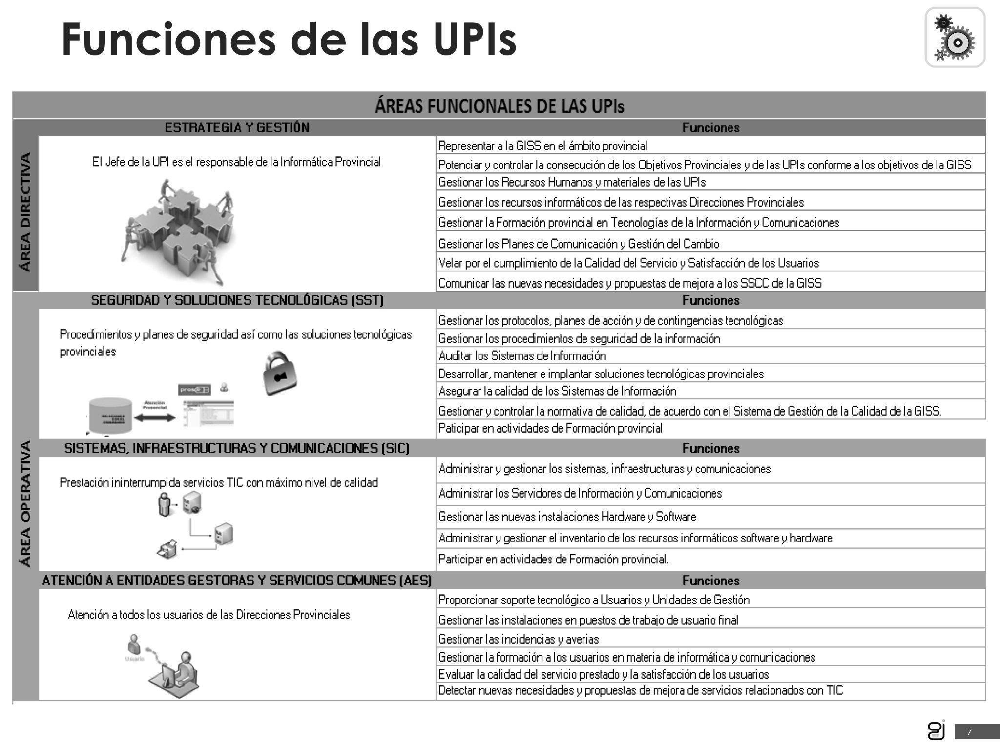 Funciones de las UPIs
ÁREAS FUNCIONALES DE LAS UPIs
ÁREA DIRECTIVA
ESTRATEGIA Y GESTIÓN
Funciones
El Jefe de la UPI es el responsable de la Informática Provincial
Representar a la GISS en el ámbito provincial
Potenciar y controlar la consecución de los Objetivos Provinciales y de las UPIs conforme a los objetivos de la GISS
Gestionar los Recursos Humanos y materiales de las UPIs
Gestionar los recursos informáticos de las respectivas Direcciones Provinciales
Gestionar la Formación provincial en Tecnologías de la Información y Comunicaciones
Gestionar los Planes de Comunicación y Gestión del Cambio
Velar por el cumplimiento de la Calidad del Servicio y Satisfacción de los Usuarios
Comunicar las nuevas necesidades y propuestas de mejora a los SSCC de la GISS
ÁREA OPERATIVA
SEGURIDAD Y SOLUCIONES TECNOLÓGICAS (SST)
Funciones
Procedimientos y planes de seguridad así como las soluciones tecnológicas
provinciales
Atención
Presencial
RELACIONES
CON EL
CIUDADANO
Gestionar los protocolos, planes de acción y de contingencias tecnológicas
Gestionar los procedimientos de seguridad de la información
Auditar los Sistemas de Información
Desarrollar, mantener e implantar soluciones tecnológicas provinciales
Asegurar la calidad de los Sistemas de Información
Gestionar y controlar la normativa de calidad, de acuerdo con el Sistema de Gestión de la Calidad de la GISS.
Paticipar en actividades de Formación provincial
SISTEMAS, INFRAESTRUCTURAS Y COMUNICACIONES (SIC)
Funciones
Prestación ininterrumpida servicios TIC con máximo nivel de calidad
Administrar y gestionar los sistemas, infraestructuras y comunicaciones
Administrar los Servidores de Información y Comunicaciones
Gestionar las nuevas instalaciones Hardware y Software
Administrar y gestionar el inventario de los recursos informáticos software y hardware
Participar en actividades de Formación provincial.
ATENCIÓN A ENTIDADES GESTORAS Y SERVICIOS COMUNES (AES)
Funciones
Atención a todos los usuarios de las Direcciones Provinciales
Usuario
Proporcionar soporte tecnológico a Usuarios y Unidades de Gestión
Gestionar las instalaciones en puestos de trabajo de usuario final
Gestionar las incidencias y averias
Gestionar la formación a los usuarios en materia de informática y comunicaciones
Evaluar la calidad del servicio prestado y la satisfacción de los usuarios
Detectar nuevas necesidades y propuestas de mejora de servicios relacionados con TIC
gi
7